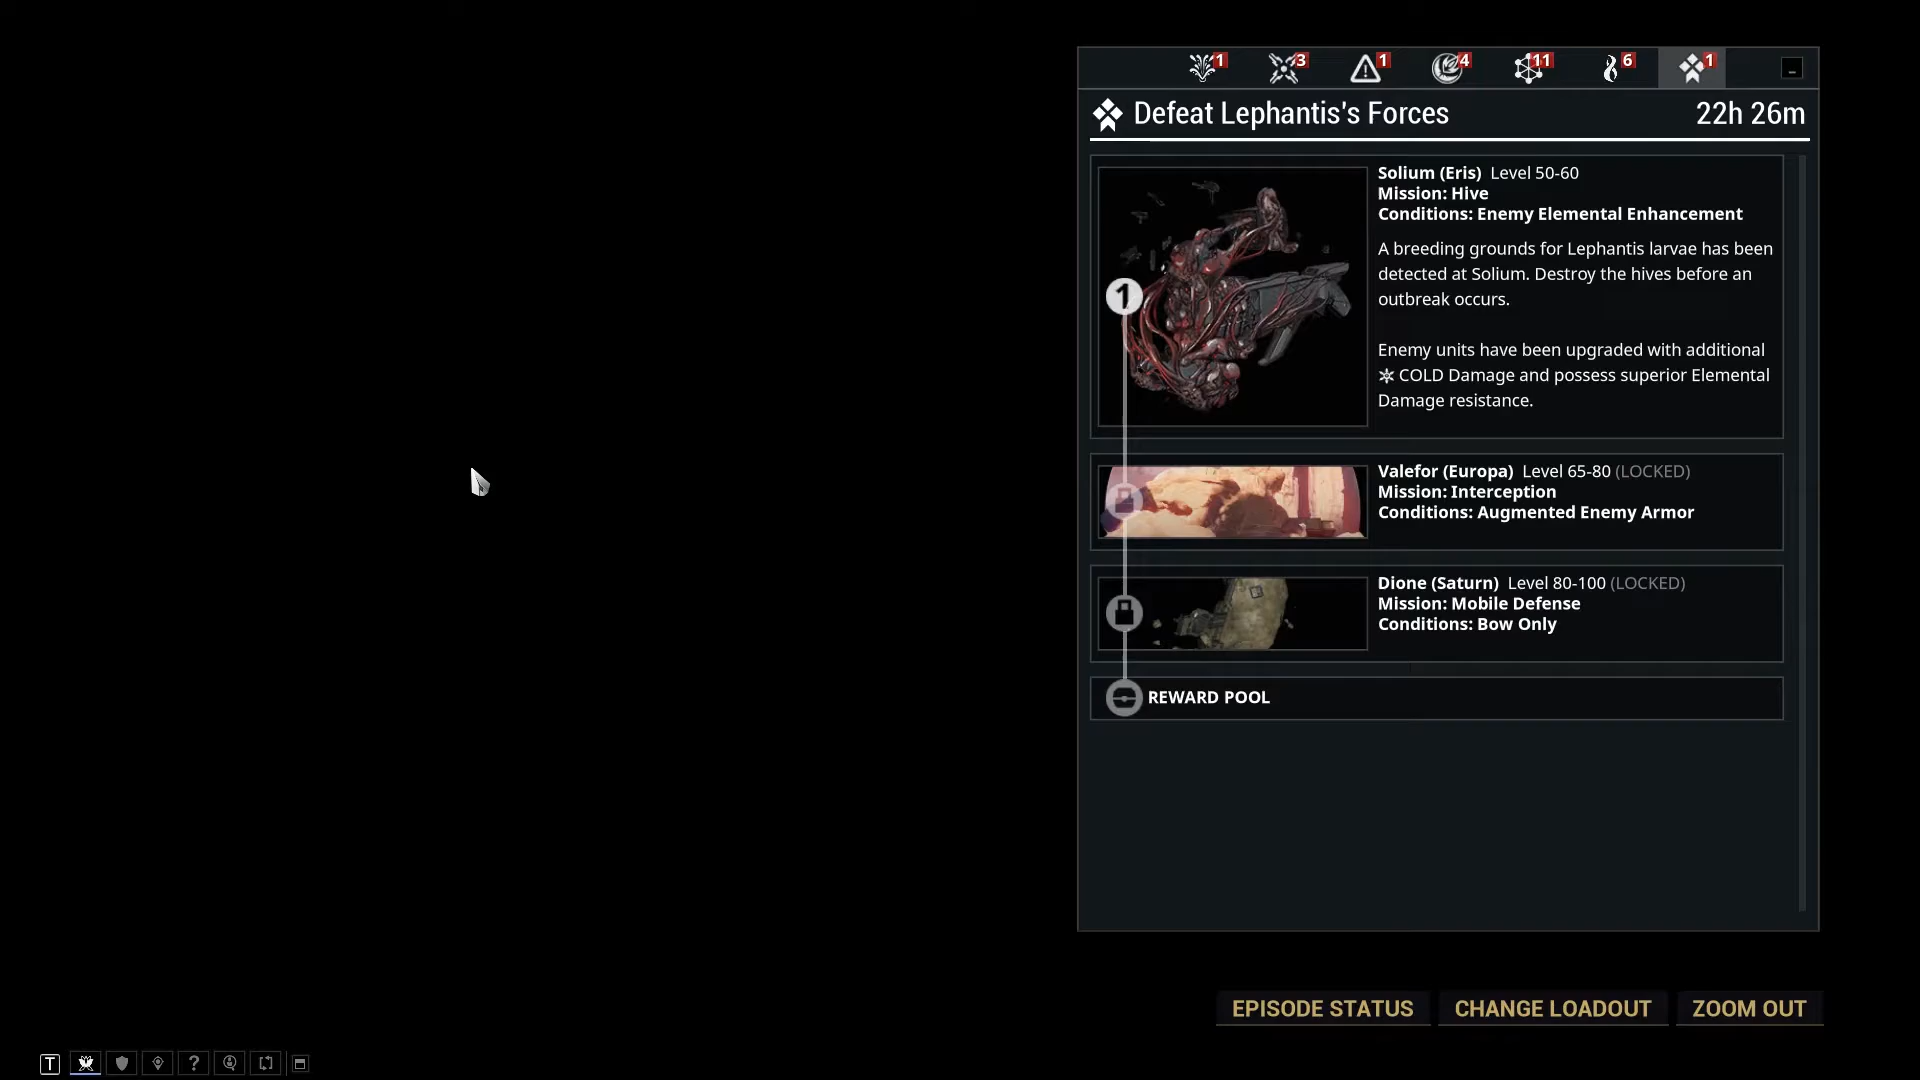 1 3 1 4 11 6 1
Defeat Lephantis's Forces 22h 26m
Solium (Eris) Level 50-60
Mission: Hive
Conditions: Enemy Elemental Enhancement
A breeding grounds for Lephantis larvae has been
detected at Solium. Destroy the hives before an
outbreak occurs.
Enemy units have been upgraded with additional
COLD Damage and possess superior Elemental
Damage resistance.
1
Valefor (Europa) Level 65-80 (LOCKED)
Mission: Interception
Conditions: Augmented Enemy Armor
Dione (Saturn) Level 80-100 (LOCKED)
Mission: Mobile Defense
Conditions: Bow Only
REWARD POOL
EPISODE STATUS CHANGE LOADOUT ZOOM OUT
T ?